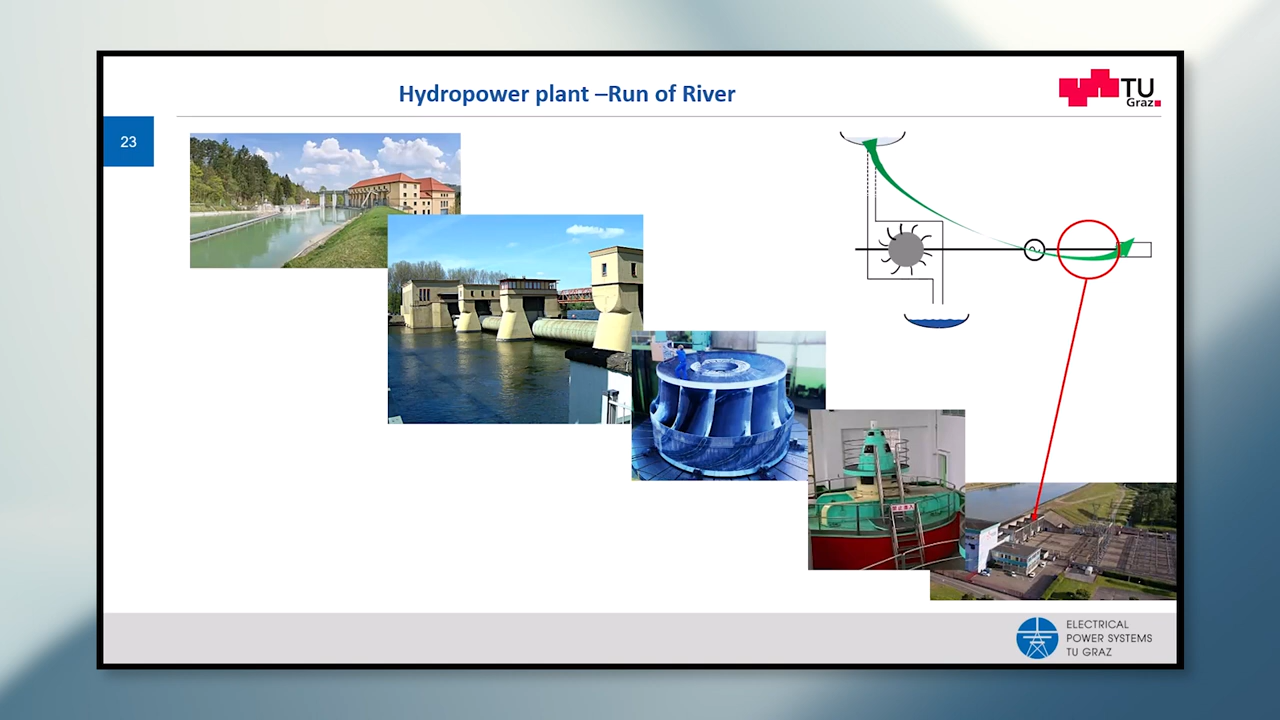 Hydropower plant –Run of River
TU
Graz
23
ELECTRICAL
POWER SYSTEMS
TU GRAZ